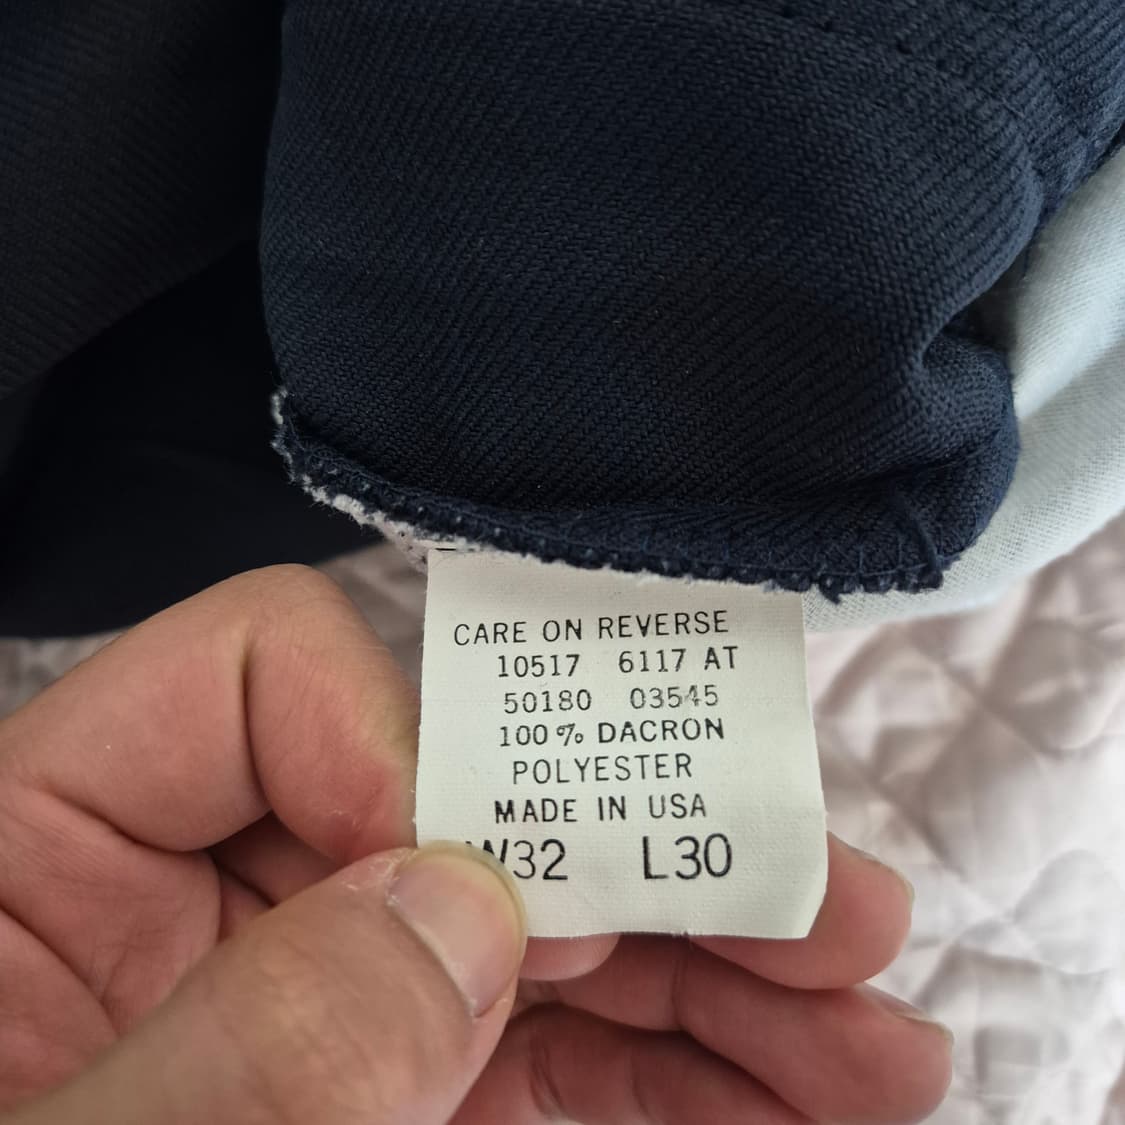 CARE ON REVERSE
10517 6117 AT
50180 03545
100% DACRON
POLYESTER
MADE IN USA
W32 L30